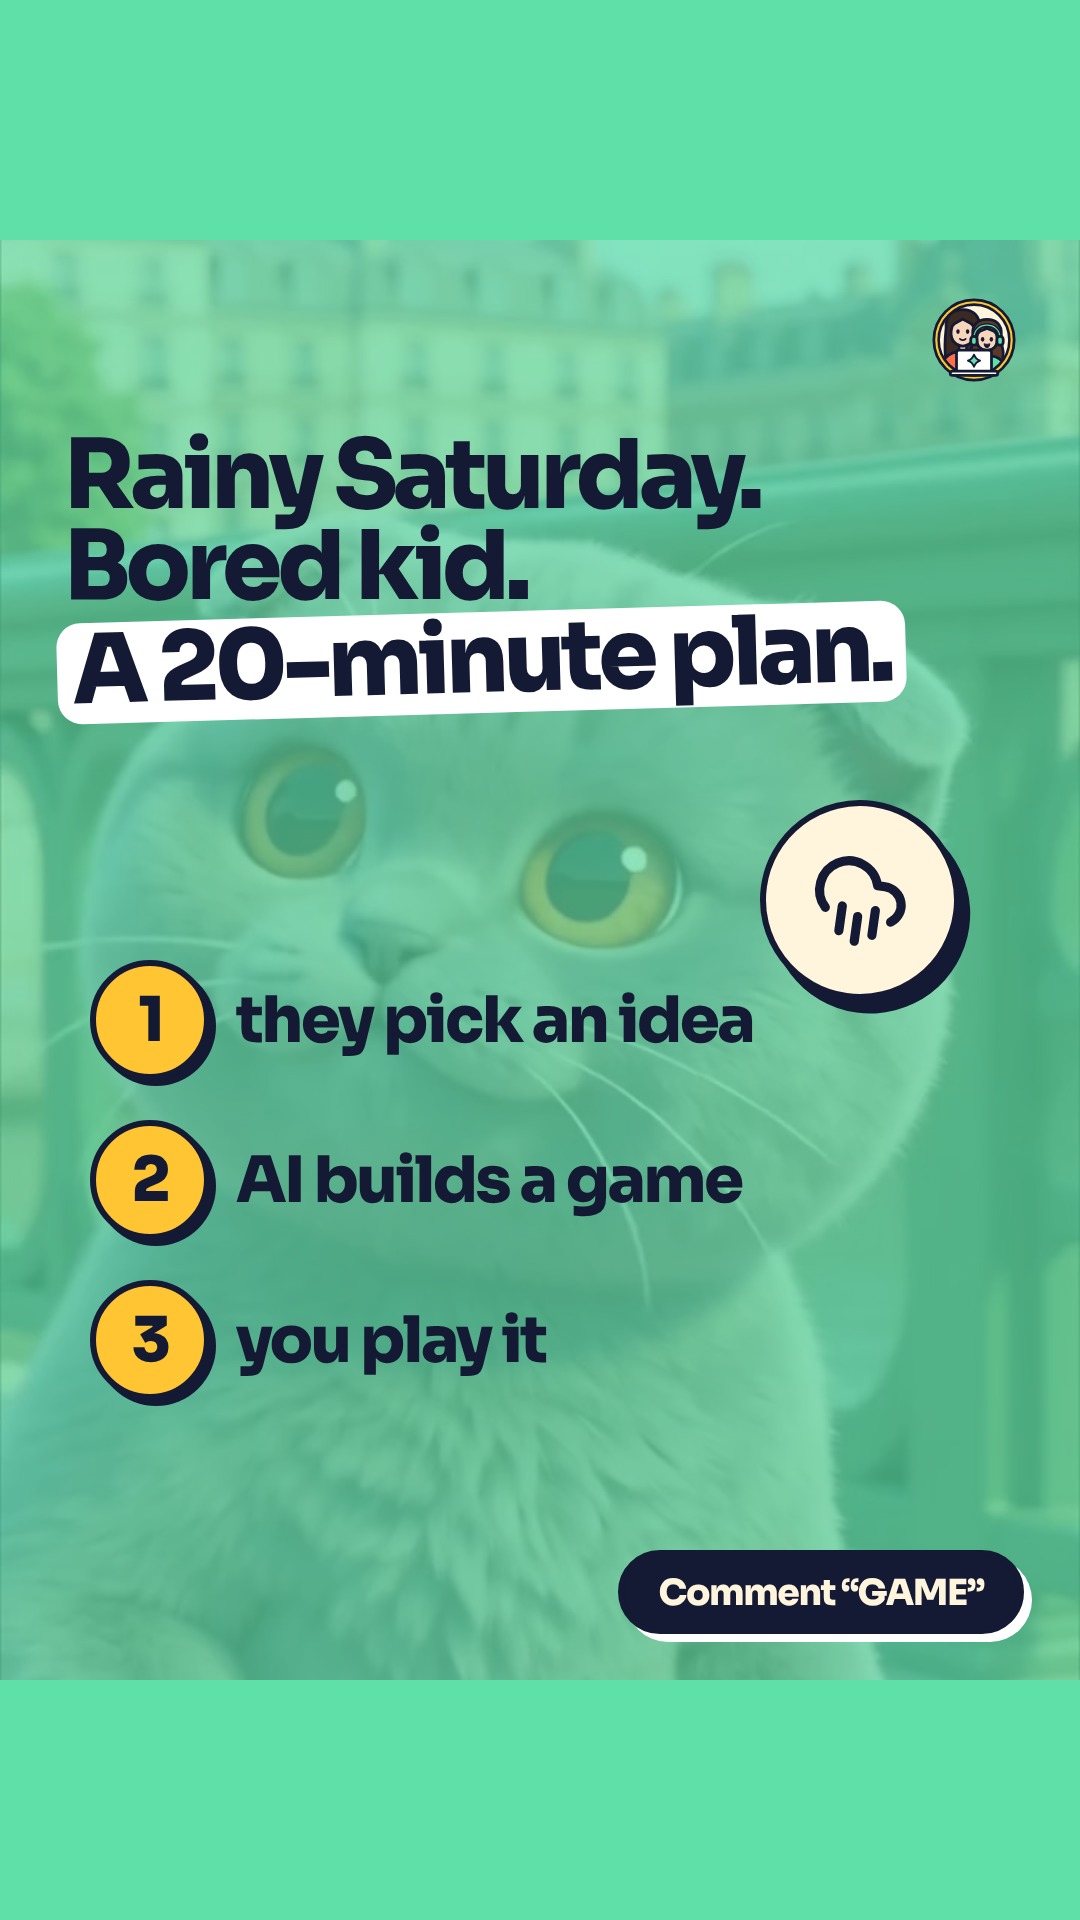 Rainy Saturday.
Bored kid.
A 20-minute plan.
1 they pick an idea
2 AI builds a game
3 you play it
Comment “GAME”